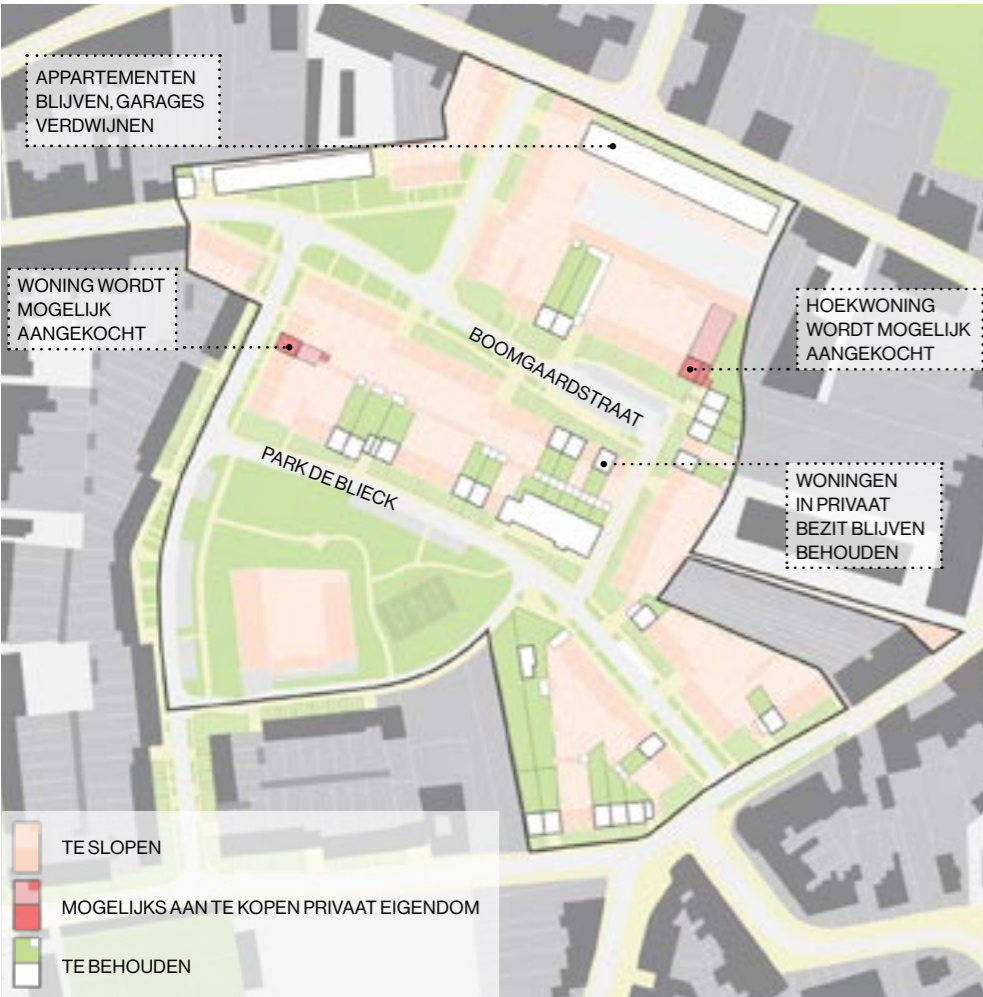 APPARTEMENTEN
BLIJVEN, GARAGES
VERDWIJNEN
WONING WORDT
MOGELIJK
AANGEKOCHT
HOEKWONING
WORDT MOGELIJK
AANGEKOCHT
BOOMGAARDSTRAAT
PARK DE BLIECK
WONINGEN
IN PRIVAAT
BEZIT BLIJVEN
BEHOUDEN
TE SLOPEN
MOGELIJKS AAN TE KOPEN PRIVAAT EIGENDOM
TE BEHOUDEN